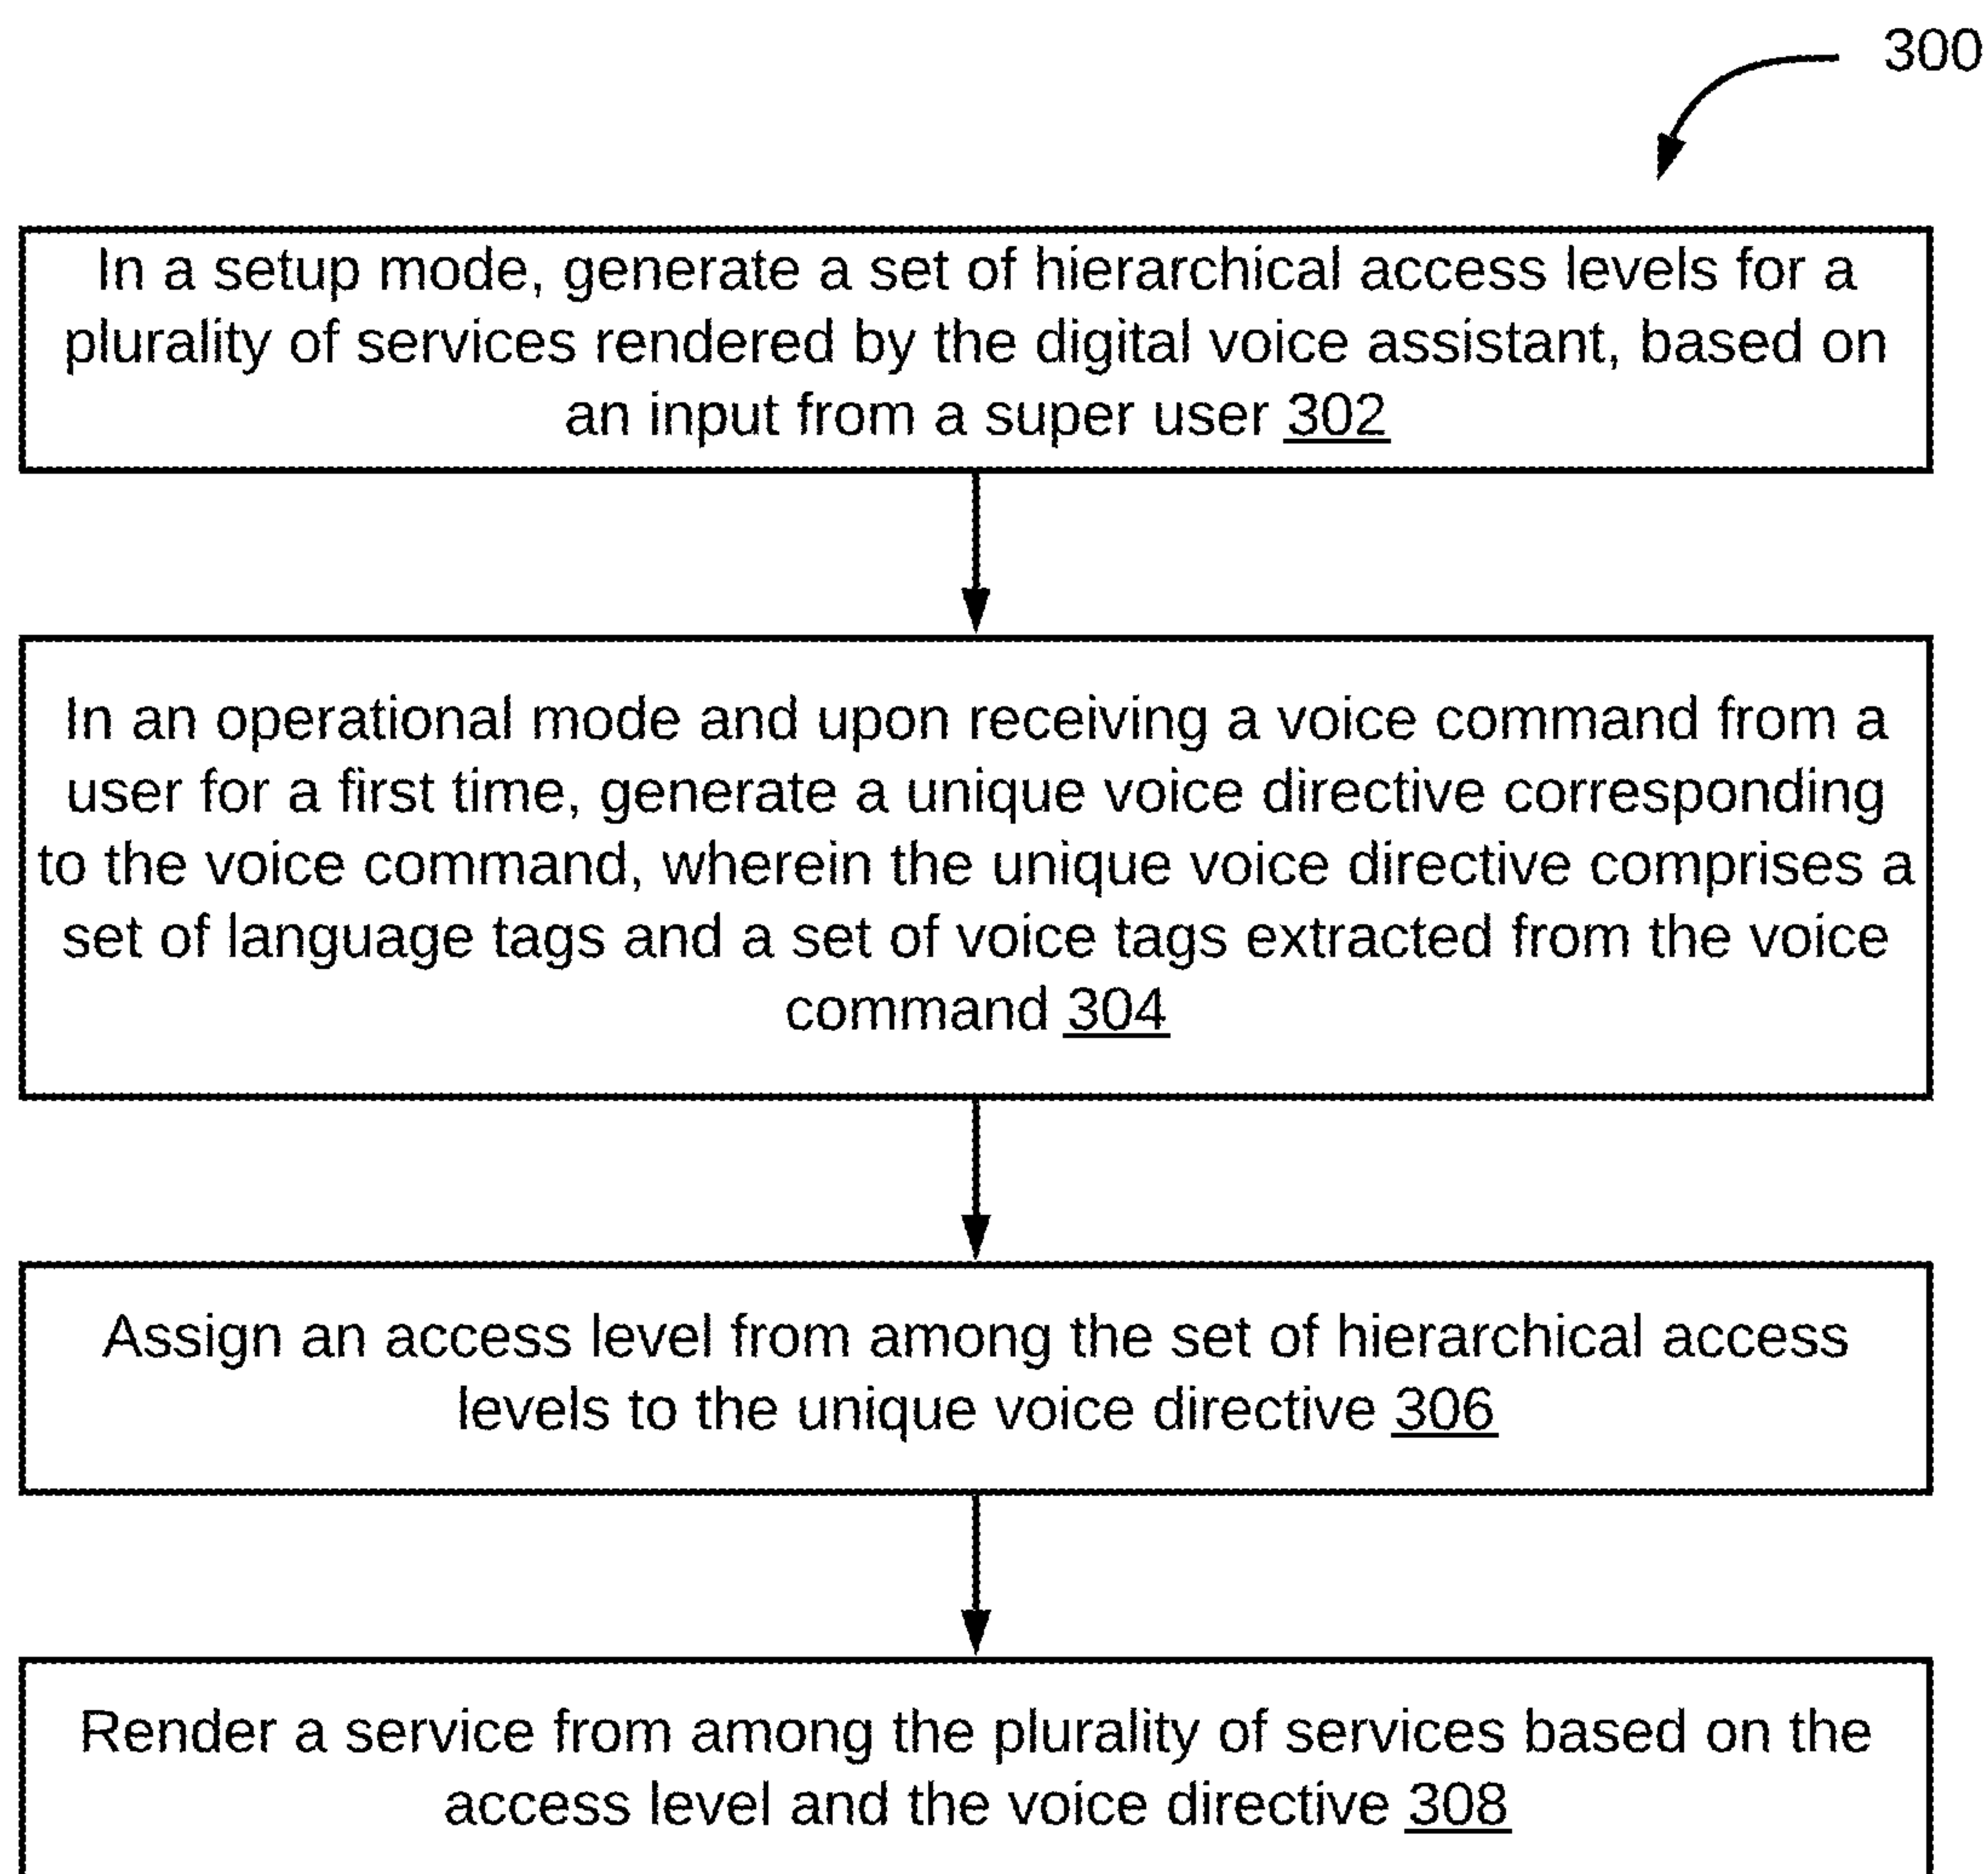 300
In a setup mode, generate a set of hierarchical access levels for a
plurality of services rendered by the digital voice assistant, based on
an input from a super user 302
In an operational mode and upon receiving a voice command from a
user for a first time, generate a unique voice directive corresponding
to the voice command, wherein the unique voice directive comprises a
set of language tags and a set of voice tags extracted from the voice
command 304
Assign an access level from among the set of hierarchical access
levels to the unique voice directive 306
Render a service from among the plurality of services based on the
access level and the voice directive 308